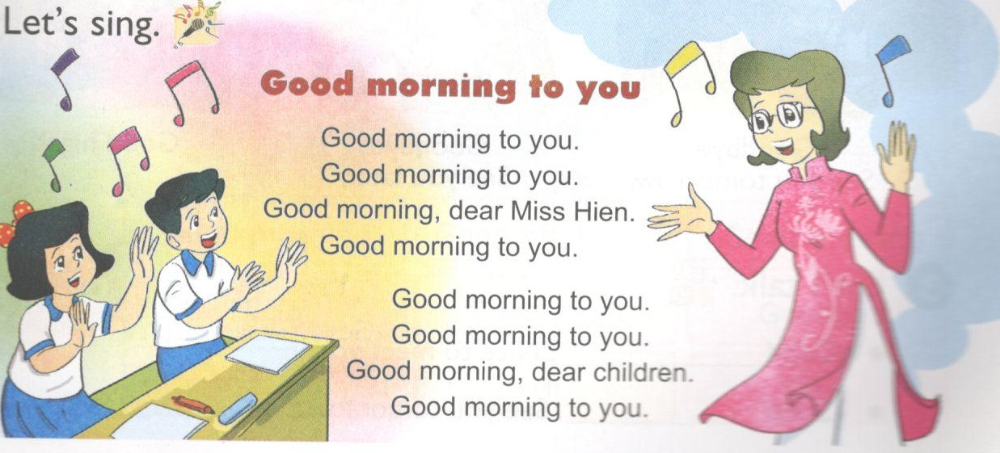 Let's sing.
Good morning to you
Good morning to you.
Good morning to you.
Good morning, dear Miss Hien.
Good morning to you.
Good morning to you.
Good morning to you.
Good morning, dear children.
Good morning to you.